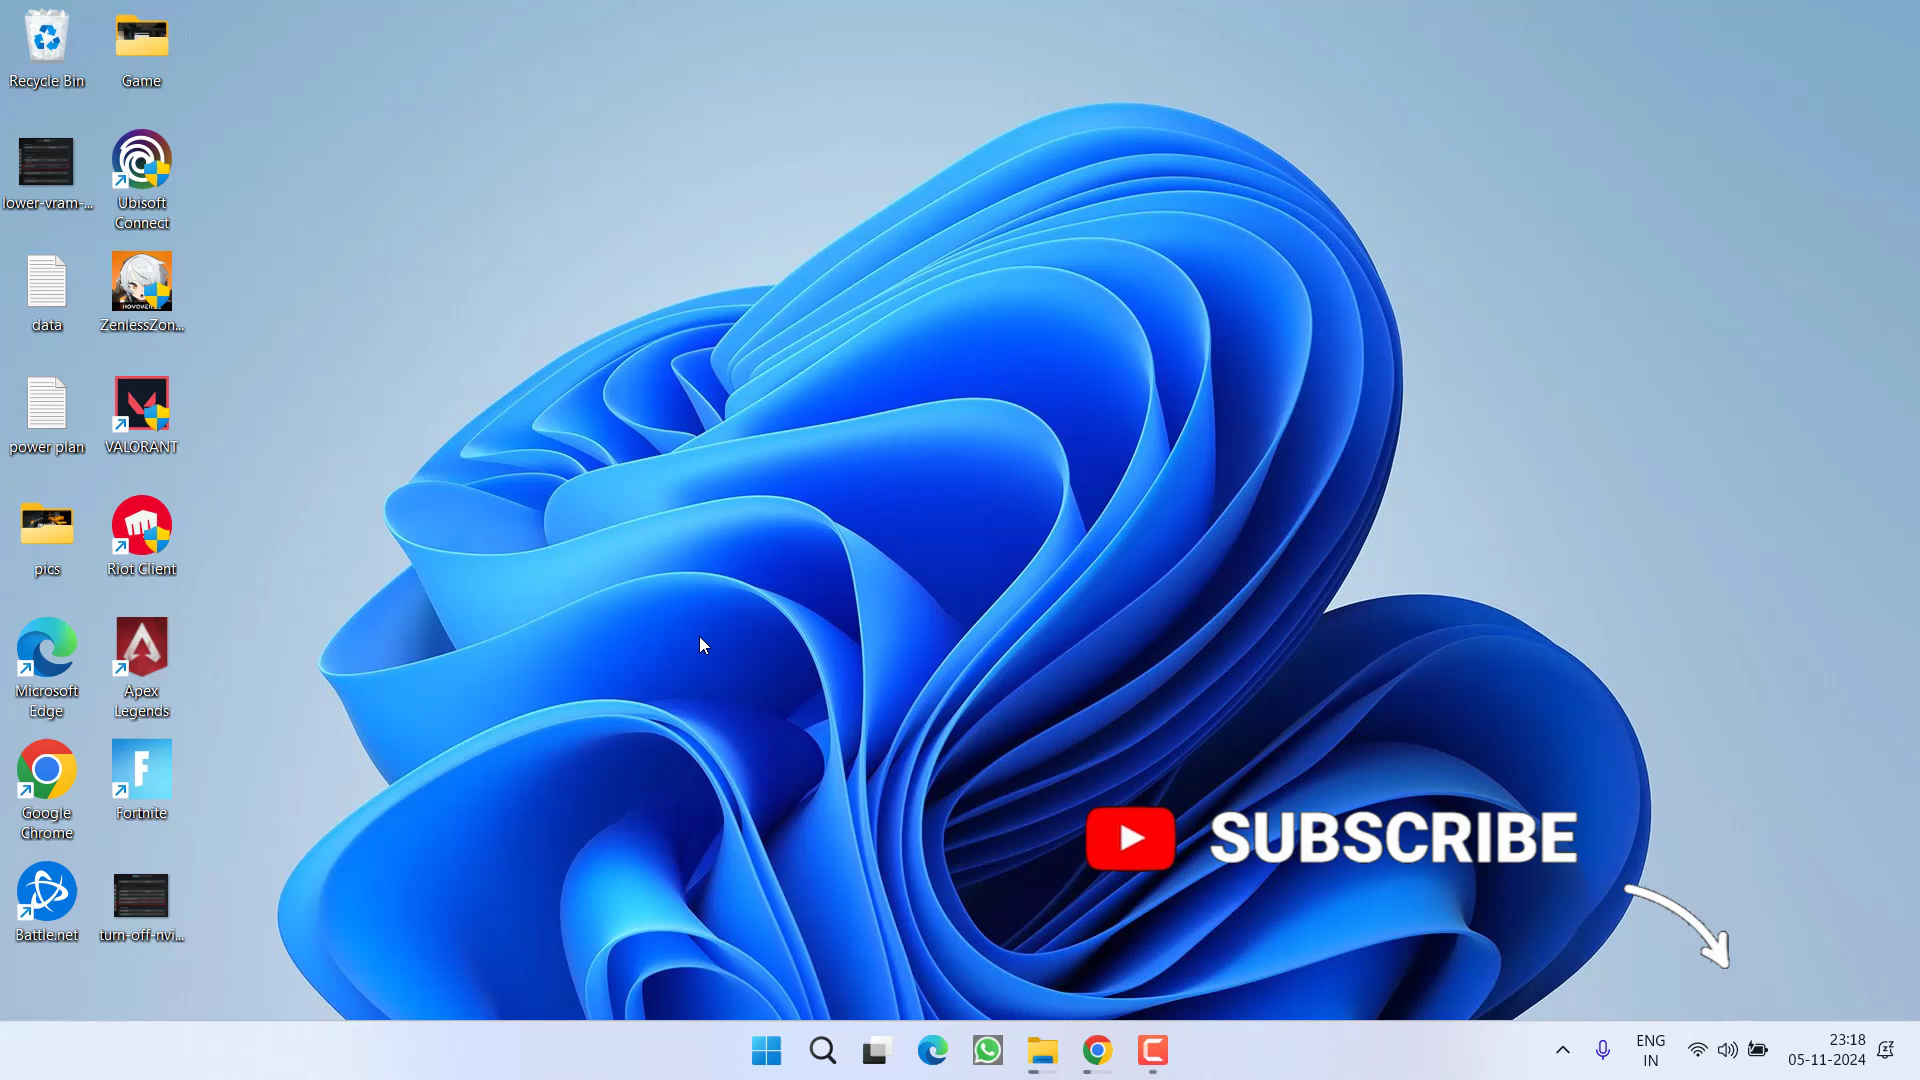 Recycle Bin
Game
lower-vram-...
Ubisoft
Connect
data
HOYOVERSE
ZenlessZon...
power plan
VALORANT
pics
Riot Client
Microsoft
Edge
Apex
Legends
Google
Chrome
F
Fortnite
Battle.net
turn-off-nvi...
SUBSCRIBE
ENG
IN
23:18
05-11-2024